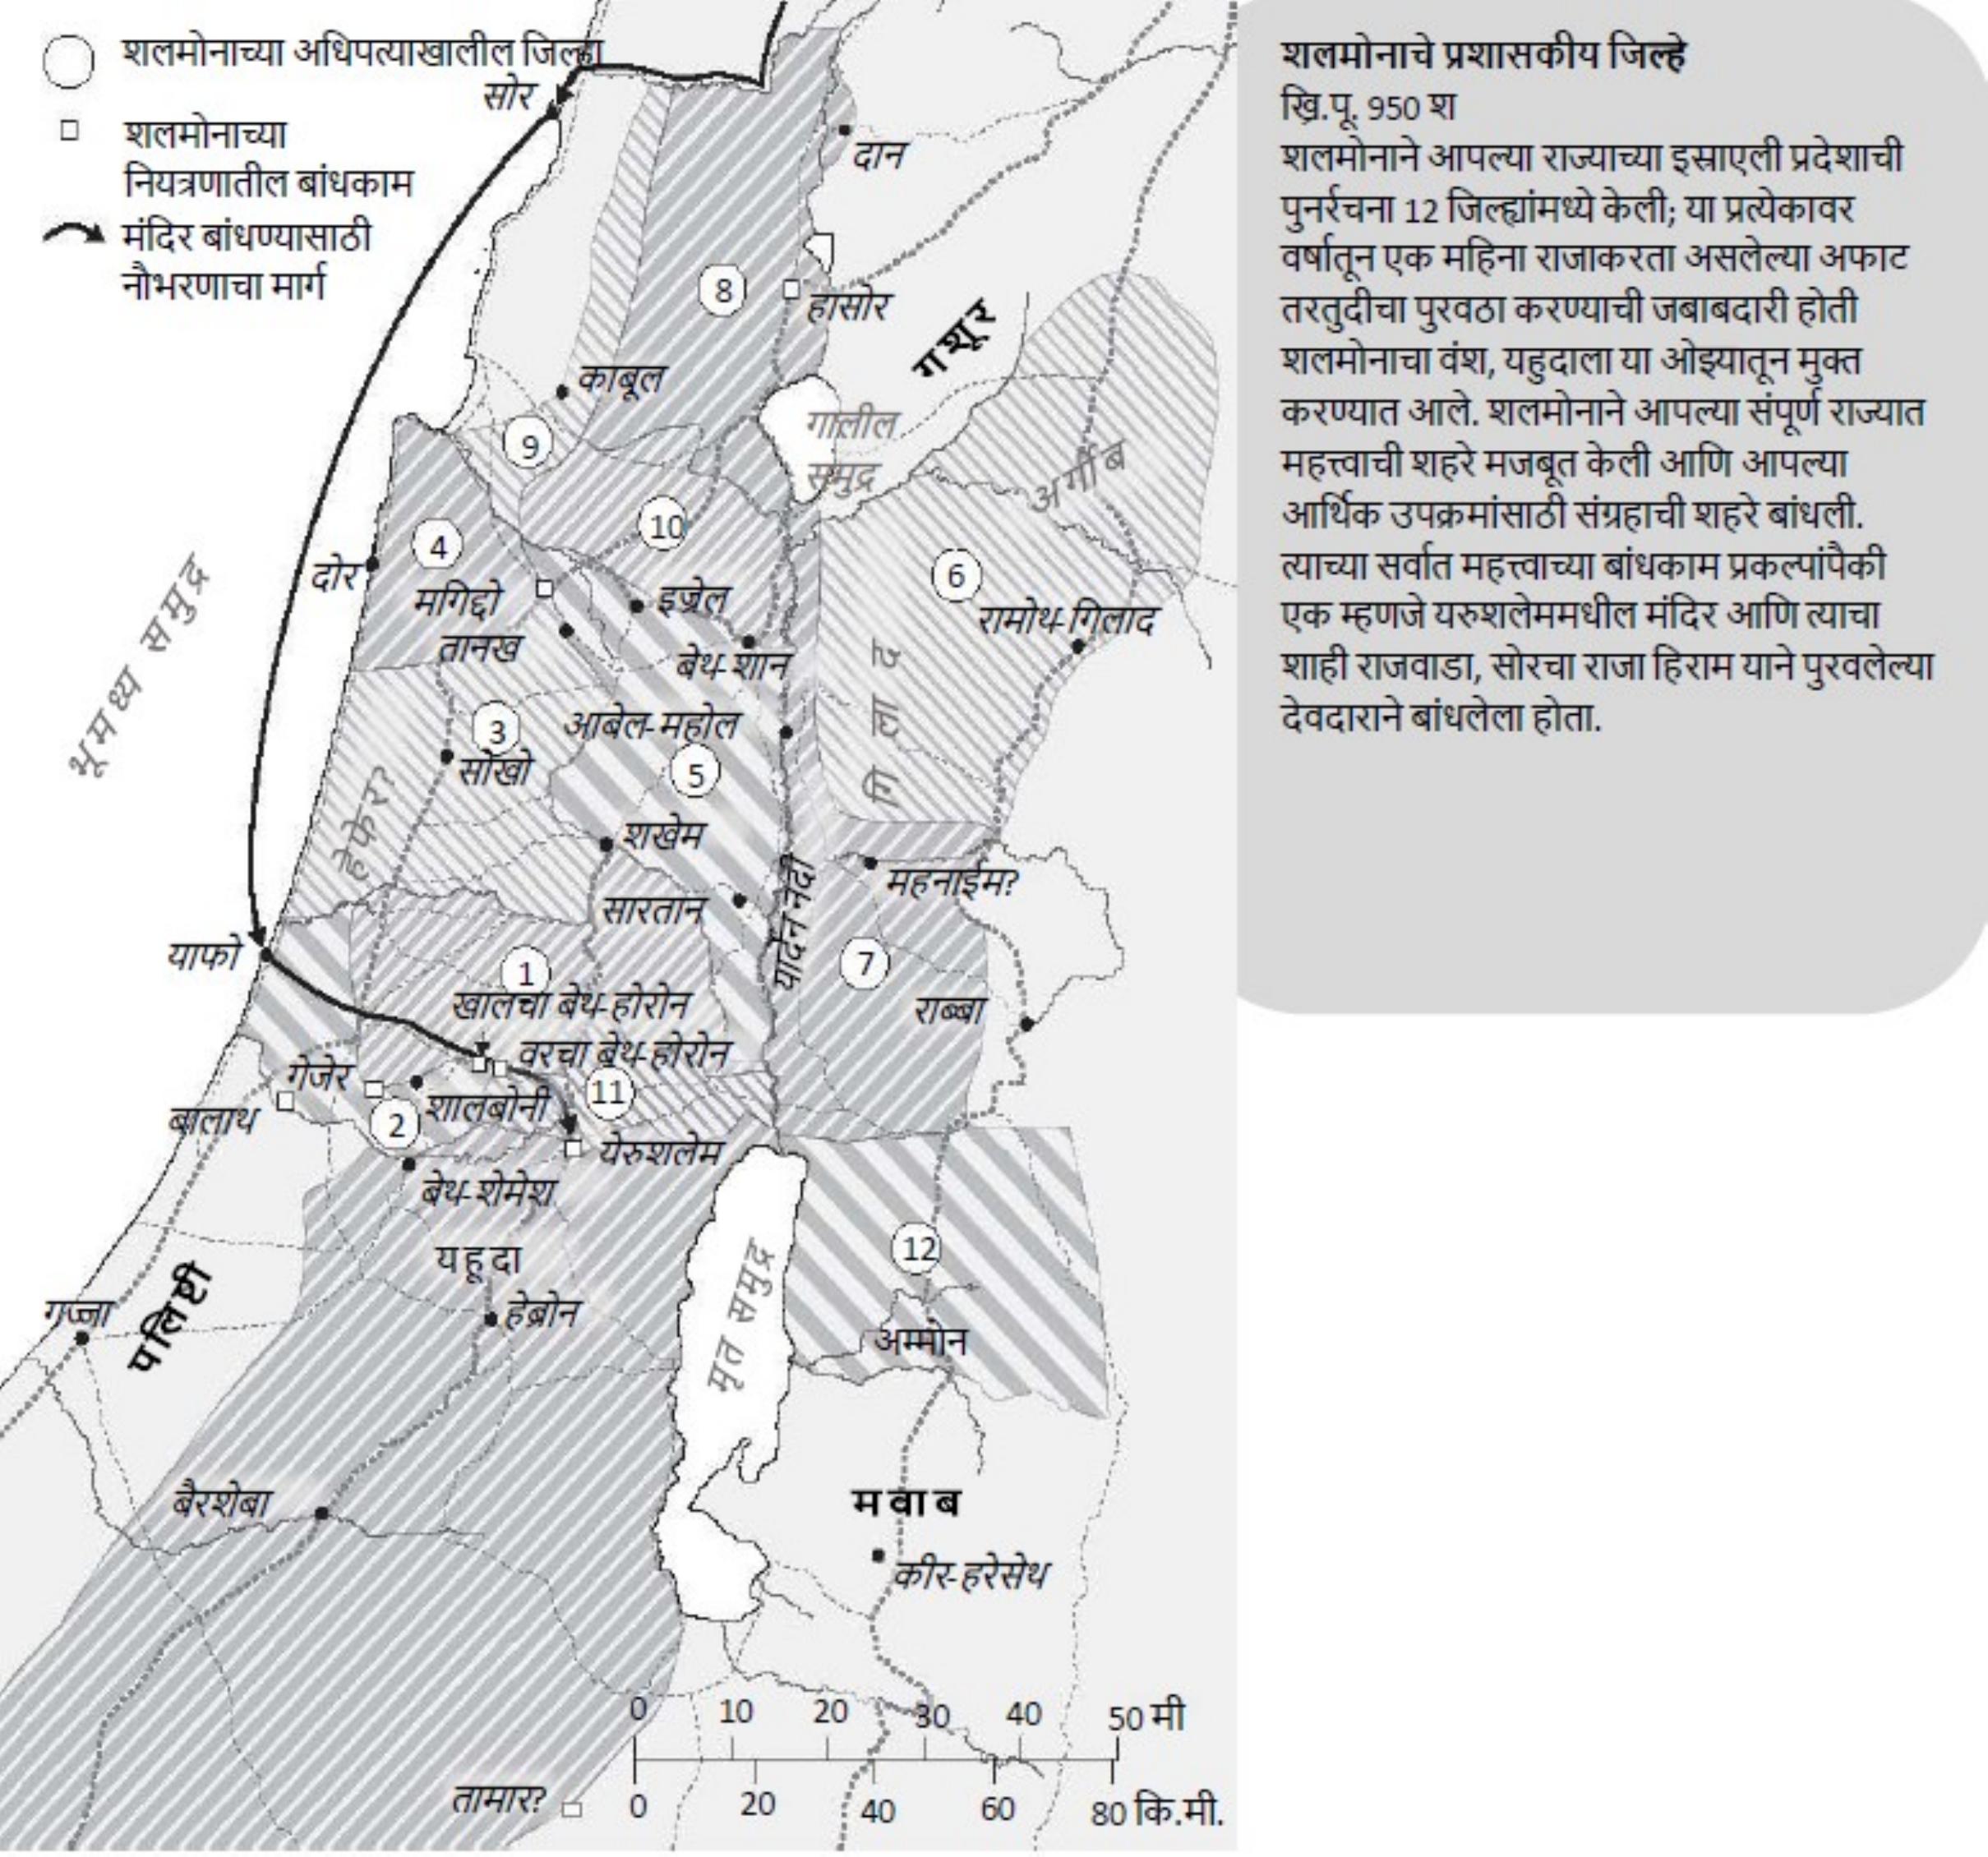 शलमोनाच्या अधिपत्याखालील जिल्हा
शलमोनाच्या
नियत्रणातील बांधकाम
मंदिर बांधण्यासाठी
नौभरणाचा मार्ग
सोर
दान
8
हासोर
गशूर
काबूल
गालील
समुद्र
9
अर्गोब
10
4
6
दोर
मगिद्दो
इज्रेल
रामोथ-गिलाद
तानख
बेथ-शान
भूमध्य समुद्र
गिलाद
3
आबेल-महोल
सोखो
5
हेफेर?
शखेम
महनाईम?
सारतान
यार्देन नदी
याफो
1
7
खालचा बेथ-होरोन
राब्बा
वरचा बेथ-होरोन
गेजेर
11
बालाथ
2
शालबोनी
येरुशलेम
बेथ-शेमेश
यहूदा
12
मृत समुद्र
पलिष्टी
गज्जा
हेब्रोन
अम्मोन
बैरशेबा
मवाब
कीर-हरेसेथ
0 10 20 30 40 50 मी
तामार?
0 20 40 60 80 कि.मी.
शलमोनाचे प्रशासकीय जिल्हे
ख्रि.पू. 950 श
शलमोनाने आपल्या राज्याच्या इस्राएली प्रदेशाची
पुनर्रचना 12 जिल्ह्यांमध्ये केली; या प्रत्येकावर
वर्षातून एक महिना राजाकरता असलेल्या अफाट
तरतुदीचा पुरवठा करण्याची जबाबदारी होती
शलमोनाचा वंश, यहुदाला या ओझ्यातून मुक्त
करण्यात आले. शलमोनाने आपल्या संपूर्ण राज्यात
महत्त्वाची शहरे मजबूत केली आणि आपल्या
आर्थिक उपक्रमांसाठी संग्रहाची शहरे बांधली.
त्याच्या सर्वात महत्त्वाच्या बांधकाम प्रकल्पांपैकी
एक म्हणजे यरुशलेममधील मंदिर आणि त्याचा
शाही राजवाडा, सोरचा राजा हिराम याने पुरवलेल्या
देवदाराने बांधलेला होता.